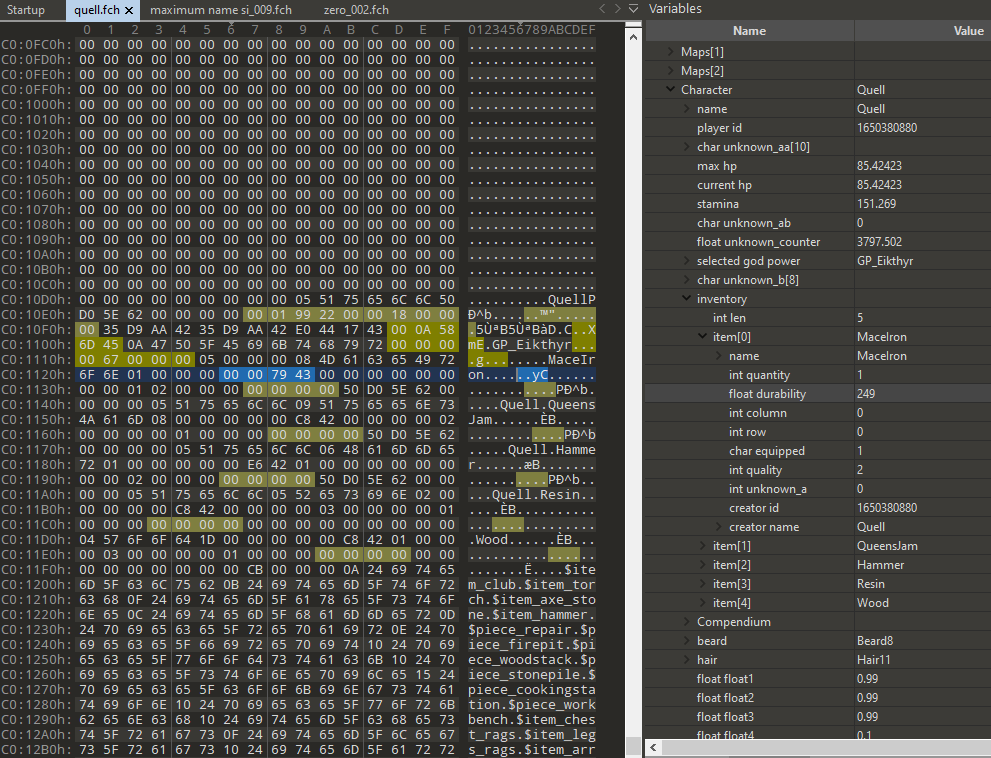 Startup quell.fch × maximum name si_009.fch zero_002.fch
0 1 2 3 4 5 6 7 8 9 A B C D E F 0123456789ABCDEF
C0:0FC0h: 00 00 00 00 00 00 00 00 00 00 00 00 00 00 00 00 ................
C0:0FD0h: 00 00 00 00 00 00 00 00 00 00 00 00 00 00 00 00 ................
C0:0FE0h: 00 00 00 00 00 00 00 00 00 00 00 00 00 00 00 00 ................
C0:0FF0h: 00 00 00 00 00 00 00 00 00 00 00 00 00 00 00 00 ................
C0:1000h: 00 00 00 00 00 00 00 00 00 00 00 00 00 00 00 00 ................
C0:1010h: 00 00 00 00 00 00 00 00 00 00 00 00 00 00 00 00 ................
C0:1020h: 00 00 00 00 00 00 00 00 00 00 00 00 00 00 00 00 ................
C0:1030h: 00 00 00 00 00 00 00 00 00 00 00 00 00 00 00 00 ................
C0:1040h: 00 00 00 00 00 00 00 00 00 00 00 00 00 00 00 00 ................
C0:1050h: 00 00 00 00 00 00 00 00 00 00 00 00 00 00 00 00 ................
C0:1060h: 00 00 00 00 00 00 00 00 00 00 00 00 00 00 00 00 ................
C0:1070h: 00 00 00 00 00 00 00 00 00 00 00 00 00 00 00 00 ................
C0:1080h: 00 00 00 00 00 00 00 00 00 00 00 00 00 00 00 00 ................
C0:1090h: 00 00 00 00 00 00 00 00 00 00 00 00 00 00 00 00 ................
C0:10A0h: 00 00 00 00 00 00 00 00 00 00 00 00 00 00 00 00 ................
C0:10B0h: 00 00 00 00 00 00 00 00 00 00 00 00 00 00 00 00 ................
C0:10C0h: 00 00 00 00 00 00 00 00 00 00 00 00 00 00 00 00 ................
C0:10D0h: 00 00 00 00 00 00 00 00 00 05 51 75 65 6C 6C 50 ..........QuellP
C0:10E0h: D0 5E 62 00 00 00 00 00 01 99 22 00 00 18 00 00 Ð^b......™".....
C0:10F0h: 00 35 D9 AA 42 35 D9 AA 42 E0 44 17 43 00 0A 58 .5ÙªB5ÙªBàD.C..X
C0:1100h: 6D 45 0A 47 50 5F 45 69 6B 74 68 79 72 00 00 00 mE.GP_Eikthyr...
C0:1110h: 00 67 00 00 00 05 00 00 00 08 4D 61 63 65 49 72 .g........MaceIr
C0:1120h: 6F 6E 01 00 00 00 00 00 79 43 00 00 00 00 00 00 on......yC......
C0:1130h: 00 00 01 02 00 00 00 00 00 00 00 50 D0 5E 62 00 ...........PÐ^b.
C0:1140h: 00 00 00 05 51 75 65 6C 6C 09 51 75 65 65 6E 73 ....Quell.Queens
C0:1150h: 4A 61 6D 08 00 00 00 00 00 C8 42 00 00 00 00 02 Jam......ÈB.....
C0:1160h: 00 00 00 00 01 00 00 00 00 00 00 00 50 D0 5E 62 ............PÐ^b
C0:1170h: 00 00 00 00 05 51 75 65 6C 6C 06 48 61 6D 6D 65 .....Quell.Hamme
C0:1180h: 72 01 00 00 00 00 00 E6 42 01 00 00 00 00 00 00 r......æB.......
C0:1190h: 00 00 02 00 00 00 00 00 00 00 50 D0 5E 62 00 00 ..........PÐ^b..
C0:11A0h: 00 00 05 51 75 65 6C 6C 05 52 65 73 69 6E 02 00 ...Quell.Resin..
C0:11B0h: 00 00 00 00 C8 42 00 00 00 00 03 00 00 00 00 01 ....ÈB..........
C0:11C0h: 00 00 00 00 00 00 00 00 00 00 00 00 00 00 00 00 ................
C0:11D0h: 04 57 6F 6F 64 1D 00 00 00 00 00 C8 42 01 00 00 .Wood......ÈB...
C0:11E0h: 00 03 00 00 00 00 01 00 00 00 00 00 00 00 00 00 ................
C0:11F0h: 00 00 00 00 00 00 00 CB 00 00 00 0A 24 69 74 65 .......Ë....$ite
C0:1200h: 6D 5F 63 6C 75 62 0B 24 69 74 65 6D 5F 74 6F 72 m_club.$item_tor
C0:1210h: 63 68 0F 24 69 74 65 6D 5F 61 78 65 5F 73 74 6F ch.$item_axe_sto
C0:1220h: 6E 65 0C 24 69 74 65 6D 5F 68 61 6D 6D 65 72 0D ne.$item_hammer.
C0:1230h: 24 70 69 65 63 65 5F 72 65 70 61 69 72 0E 24 70 $piece_repair.$p
C0:1240h: 69 65 63 65 5F 66 69 72 65 70 69 74 10 24 70 69 iece_firepit.$pi
C0:1250h: 65 63 65 5F 77 6F 6F 64 73 74 61 63 6B 10 24 70 ece_woodstack.$p
C0:1260h: 69 65 63 65 5F 73 74 6F 6E 65 70 69 6C 65 15 24 iece_stonepile.$
C0:1270h: 70 69 65 63 65 5F 63 6F 6F 6B 69 6E 67 73 74 61 piece_cookingsta
C0:1280h: 74 69 6F 6E 10 24 70 69 65 63 65 5F 77 6F 72 6B tion.$piece_work
C0:1290h: 62 65 6E 63 68 10 24 69 74 65 6D 5F 63 68 65 73 bench.$item_ches
C0:12A0h: 74 5F 72 61 67 73 0F 24 69 74 65 6D 5F 6C 65 67 t_rags.$item_leg
C0:12B0h: 73 5F 72 61 67 73 10 24 69 74 65 6D 5F 61 72 72 s_rags.$item_arr
Variables
Name Value
Maps[1]
Maps[2]
Character Quell
name Quell
player id 1650380880
char unknown_aa[10]
max hp 85.42423
current hp 85.42423
stamina 151.269
char unknown_ab 0
float unknown_counter 3797.502
selected god power GP_Eikthyr
char unknown_b[8]
inventory
int len 5
item[0] MaceIron
name MaceIron
int quantity 1
float durability 249
int column 0
int row 0
char equipped 1
int quality 2
int unknown_a 0
creator id 1650380880
creator name Quell
item[1] QueensJam
item[2] Hammer
item[3] Resin
item[4] Wood
Compendium
beard Beard8
hair Hair11
float float1 0.99
float float2 0.99
float float3 0.99
float float4 0.1